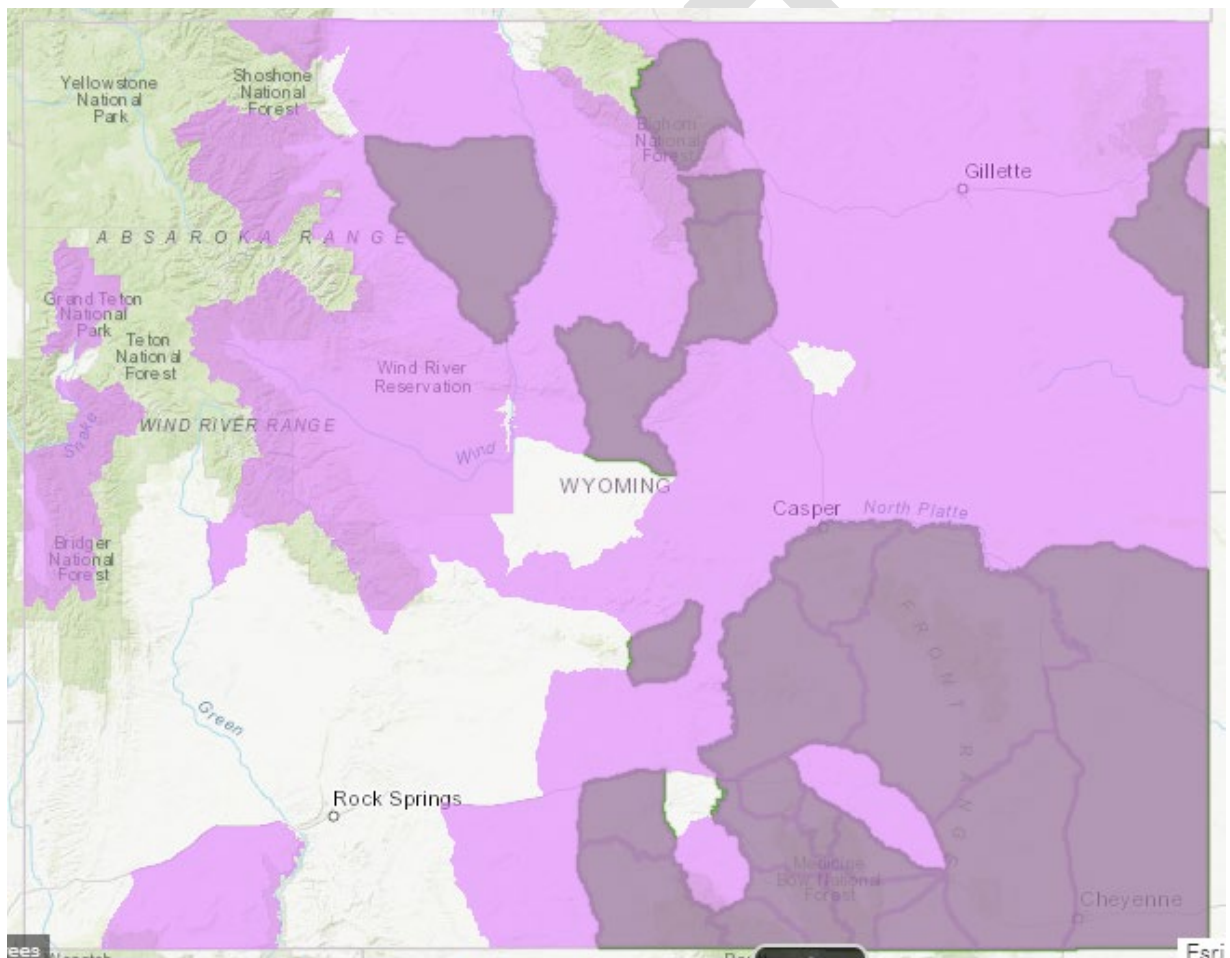 Yellowstone
National
Park
Shoshone
National
Forest
Bighorn
National
Forest
Gillette
ABSAROKA RANGE
Grand Teton
National
Park
Teton
National
Forest
Wind River
Reservation
WIND RIVER RANGE
Snake
Wind
WYOMING
Casper
North Platte
Bridger
National
Forest
FRONT RANGE
Green
Rock Springs
Medicine
Bow National
Forest
Cheyenne
ees
Esri